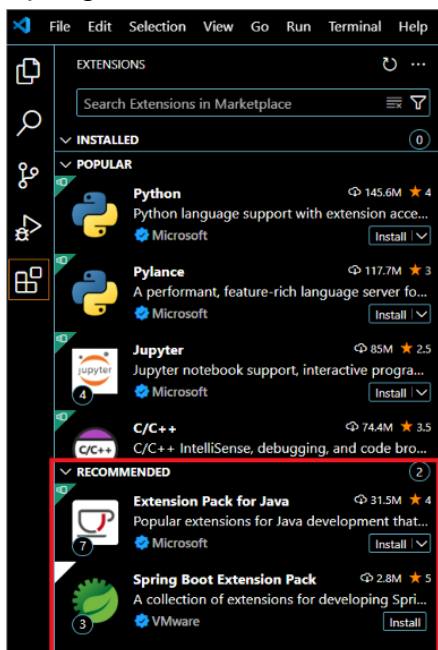 File Edit Selection View Go Run Terminal Help
EXTENSIONS
Search Extensions in Marketplace
INSTALLED 0
POPULAR
Python 145.6M 4
Python language support with extension acce...
Microsoft Install
Pylance 117.7M 3
A performant, feature-rich language server fo...
Microsoft Install
Jupyter 85M 2.5
jupyter
Jupyter notebook support, interactive progra...
4 Microsoft Install
C/C++ 74.4M 3.5
C/C++ C/C++ IntelliSense, debugging, and code bro...
RECOMMENDED 2
Extension Pack for Java 31.5M 4
Popular extensions for Java development that...
7 Microsoft Install
Spring Boot Extension Pack 2.8M 5
A collection of extensions for developing Spri...
3 VMware Install